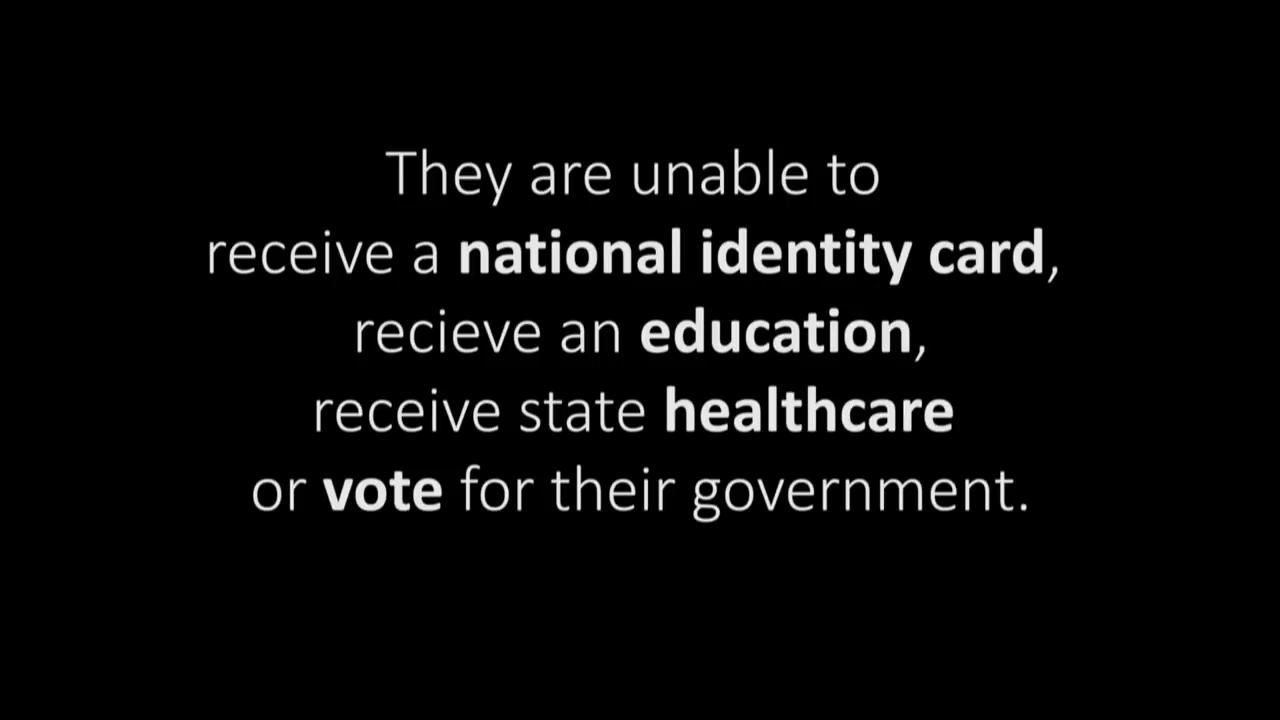 They are unable to
receive a national identity card,
recieve an education,
receive state healthcare
or vote for their government.